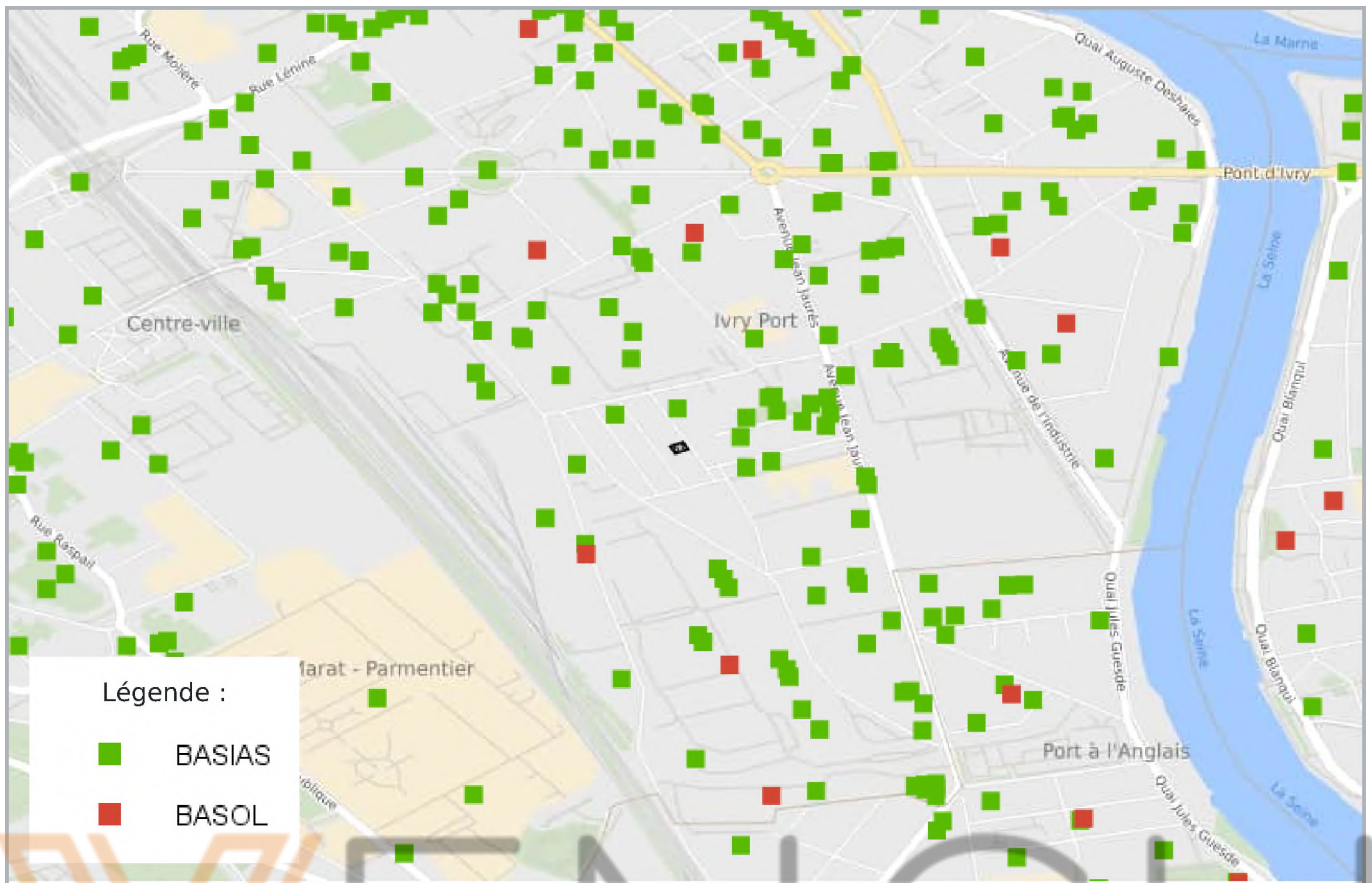 La Marne
Quai Auguste Deshaies
Rue Molière
Rue Lénine
Pont d'Ivry
La Seine
Avenue Jean Jaurès
Centre-ville
Ivry Port
Avenue de l'industrie
Avenue Jean Jau
Quai Blanqui
Rue Raspail
Quai Jules Guesde
La Seine
Quai Blanqui
Marat - Parmentier
Légende :
BASIAS
BASOL
ublique
Port à l'Anglais
Quai Jules Guesde
La Seine